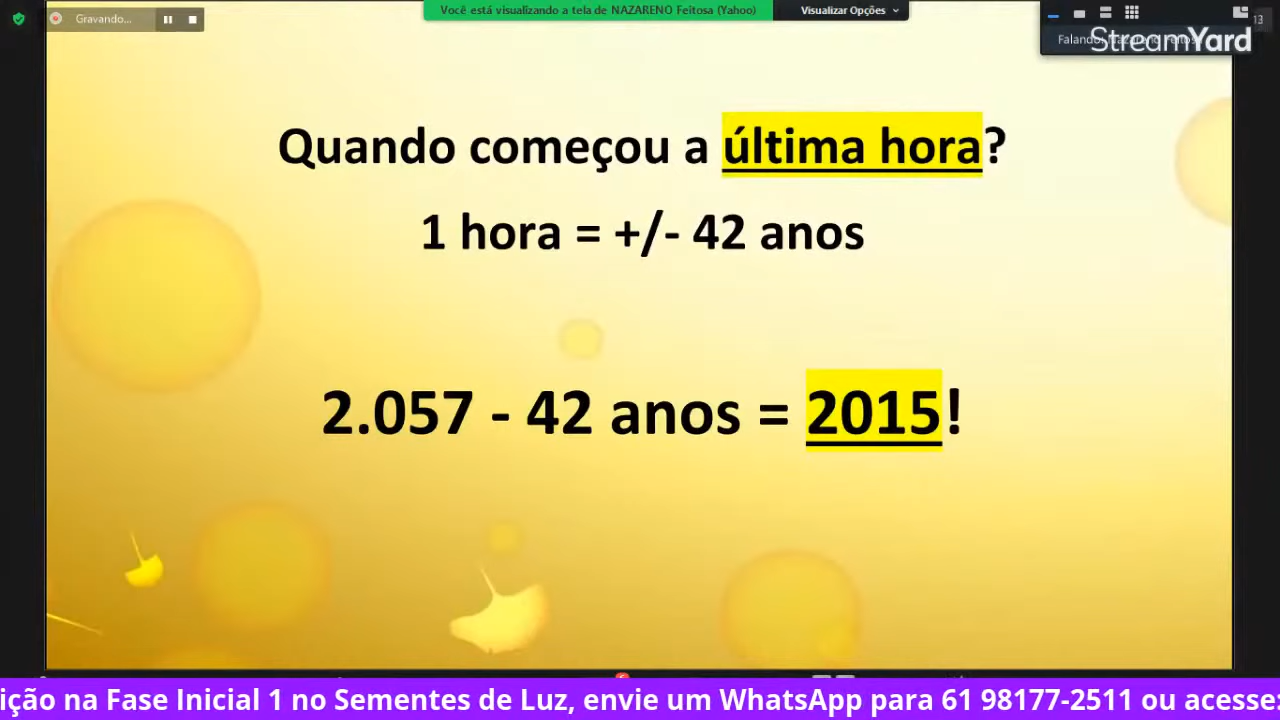 Gravando...
Você está visualizando a tela de NAZARENO Feitosa (Yahoo)
Visualizar Opções
13
StreamYard
Quando começou a última hora?
1 hora = +/- 42 anos
2.057 - 42 anos = 2015!
ição na Fase Inicial 1 no Sementes de Luz, envie um WhatsApp para 61 98177-2511 ou acesse: